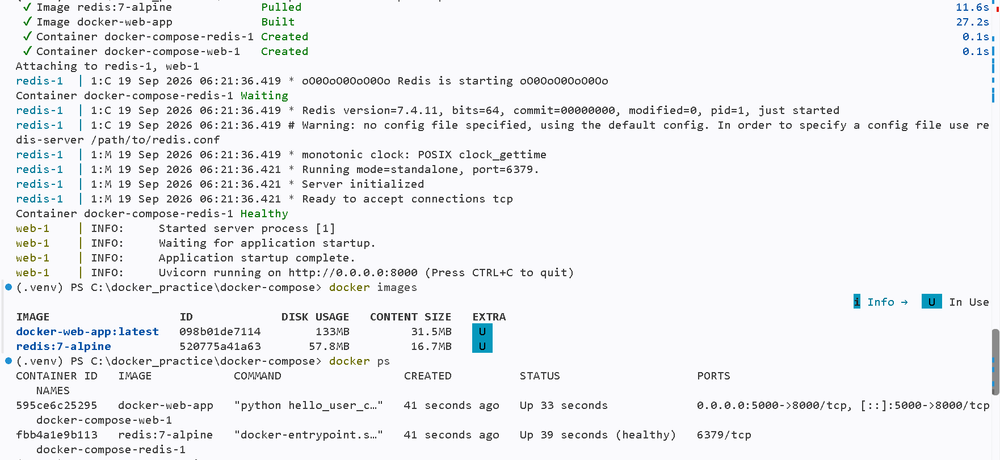 ✓ Image redis:7-alpine Pulled 11.6s
✓ Image docker-web-app Built 27.2s
✓ Container docker-compose-redis-1 Created 0.1s
✓ Container docker-compose-web-1 Created 0.1s
Attaching to redis-1, web-1
redis-1 | 1:C 19 Sep 2026 06:21:36.419 * oO0OoO0OoO0Oo Redis is starting oO0OoO0OoO0Oo
Container docker-compose-redis-1 Waiting
redis-1 | 1:C 19 Sep 2026 06:21:36.419 * Redis version=7.4.11, bits=64, commit=00000000, modified=0, pid=1, just started
redis-1 | 1:C 19 Sep 2026 06:21:36.419 # Warning: no config file specified, using the default config. In order to specify a config file use re
dis-server /path/to/redis.conf
redis-1 | 1:M 19 Sep 2026 06:21:36.419 * monotonic clock: POSIX clock_gettime
redis-1 | 1:M 19 Sep 2026 06:21:36.421 * Running mode=standalone, port=6379.
redis-1 | 1:M 19 Sep 2026 06:21:36.421 * Server initialized
redis-1 | 1:M 19 Sep 2026 06:21:36.421 * Ready to accept connections tcp
Container docker-compose-redis-1 Healthy
web-1 | INFO: Started server process [1]
web-1 | INFO: Waiting for application startup.
web-1 | INFO: Application startup complete.
web-1 | INFO: Uvicorn running on http://0.0.0.0:8000 (Press CTRL+C to quit)
(.venv) PS C:\docker_practice\docker-compose> docker images
i Info → U In Use
IMAGE ID DISK USAGE CONTENT SIZE EXTRA
docker-web-app:latest 098b01de7114 133MB 31.5MB U
redis:7-alpine 520775a41a63 57.8MB 16.7MB U
(.venv) PS C:\docker_practice\docker-compose> docker ps
CONTAINER ID IMAGE COMMAND CREATED STATUS PORTS
NAMES
595ce6c25295 docker-web-app "python hello_user_c…" 41 seconds ago Up 33 seconds 0.0.0.0:5000->8000/tcp, [::]:5000->8000/tcp
docker-compose-web-1
fbb4a1e9b113 redis:7-alpine "docker-entrypoint.s…" 41 seconds ago Up 39 seconds (healthy) 6379/tcp
docker-compose-redis-1